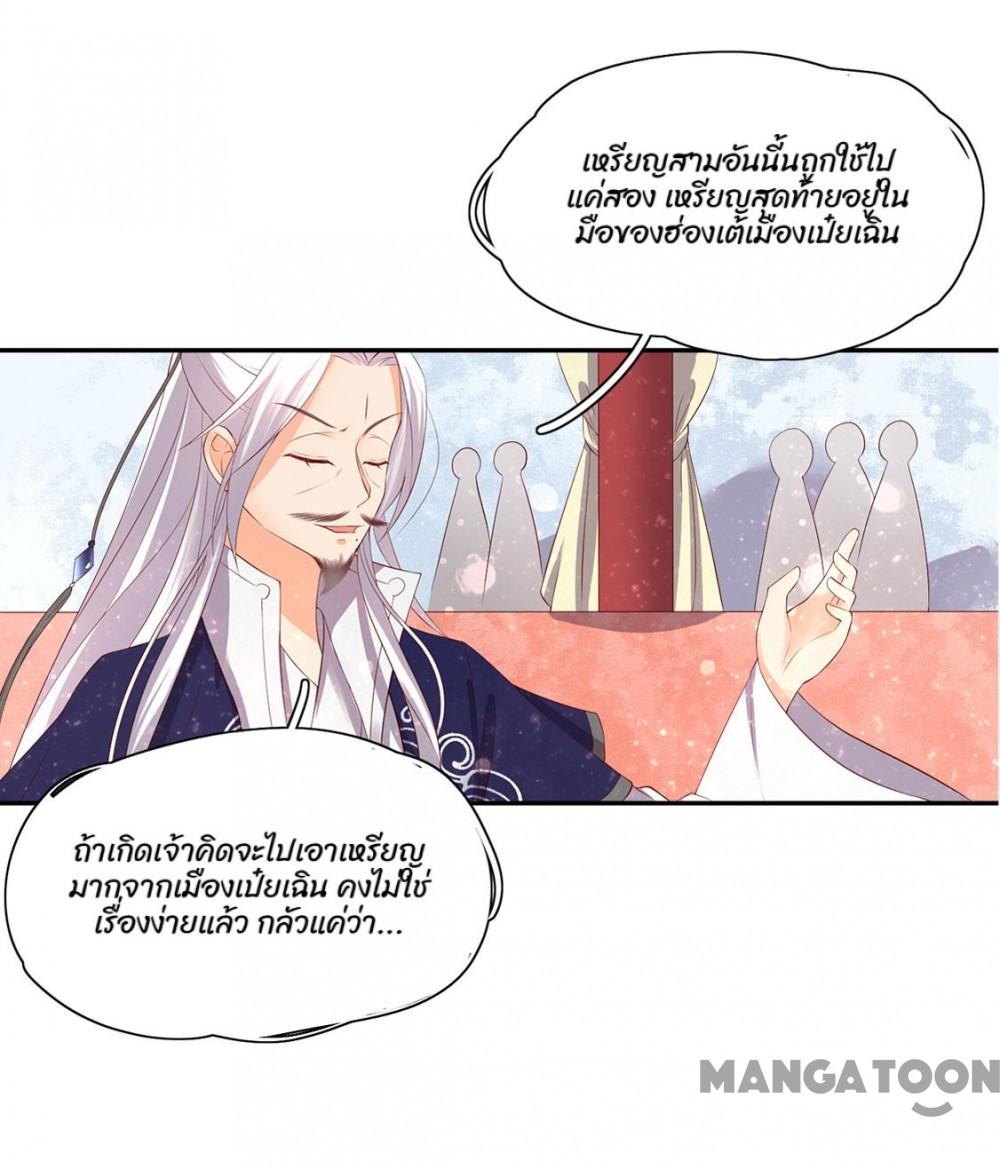 เหรียญสามอันนี้นถูกใช้ไป
แค่สอง เหรียญสุดท้ายอยู่ใน
มือของฮ่องเต้เมืองเป๋ยเฉิน
ถ้าเกิดเจ้าคิดจะไปเอาเหรียญ
มาจากเมืองเป๋ยเฉิน คงไม่ใช่
เรื่องง่ายแล้ว กลัวแค่ว่า...
MANGATOON